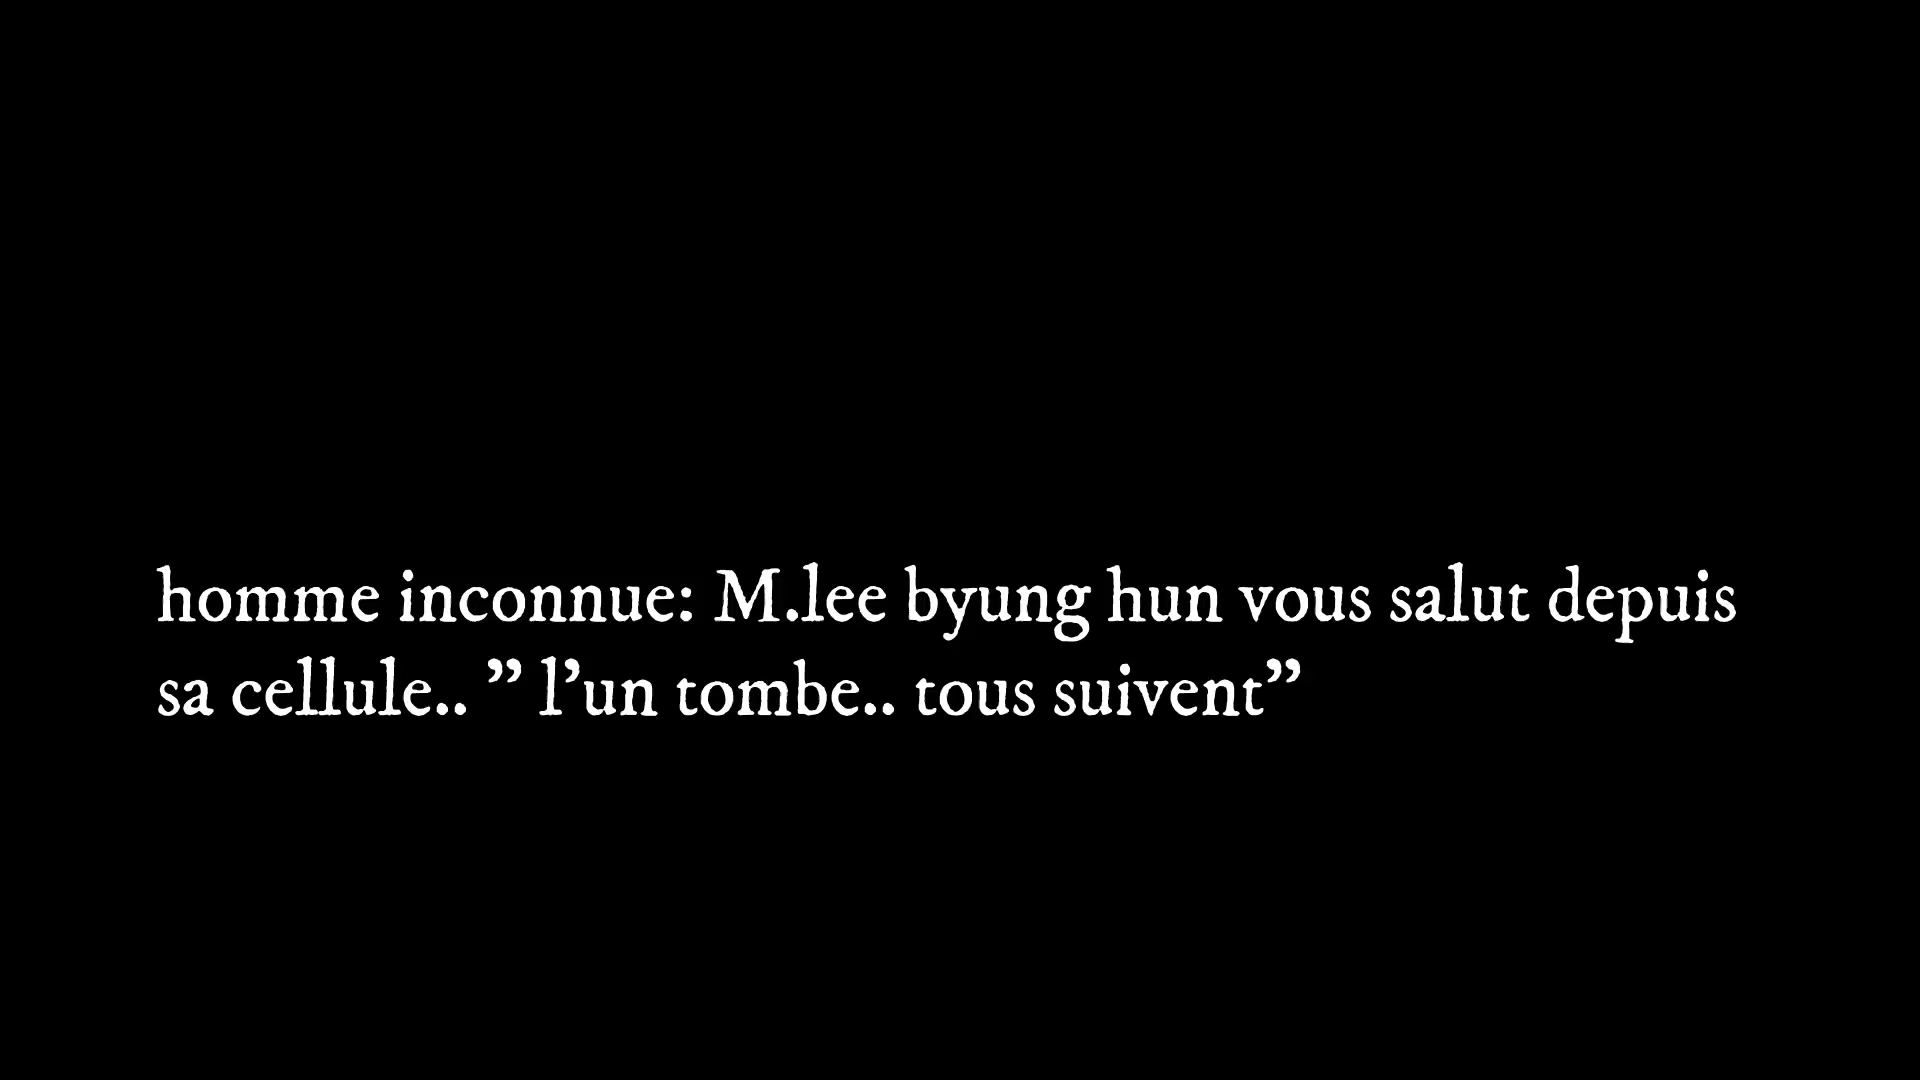 homme inconnue: M.lee byung hun vous salut depuis
sa cellule.. ” l’un tombe.. tous suivent”